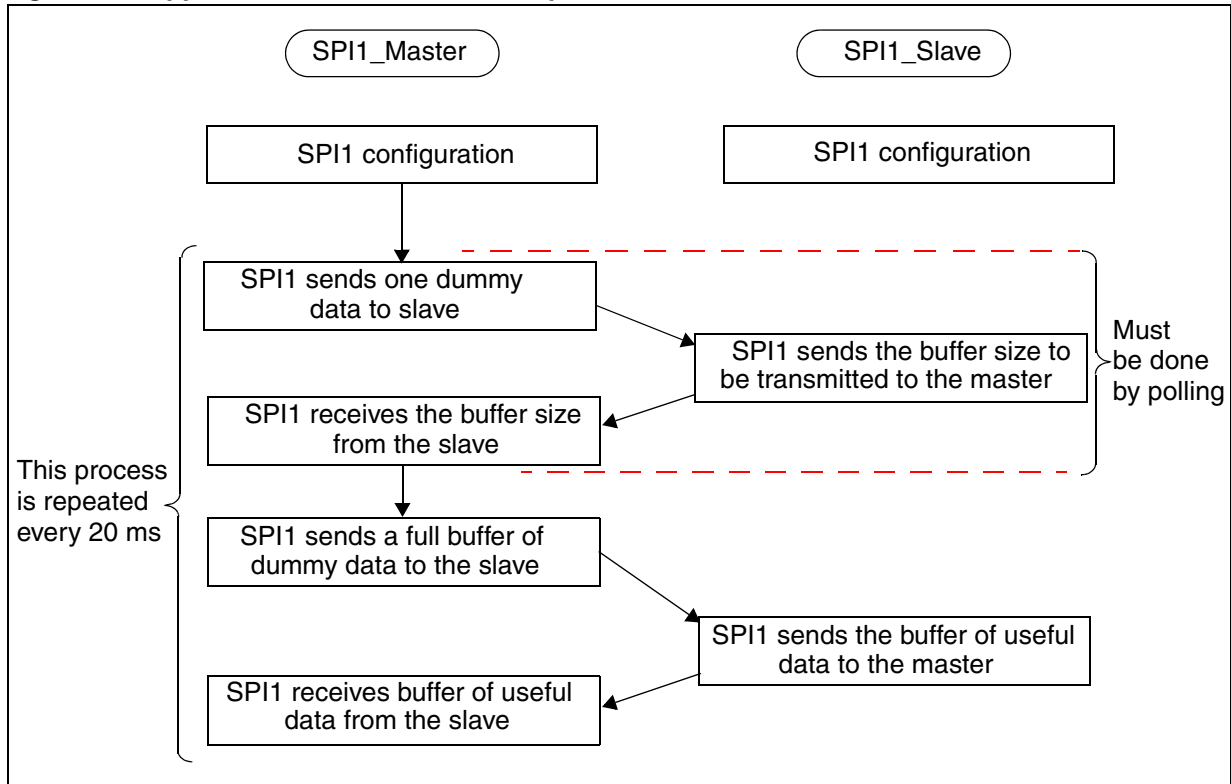 SPI1_Master
SPI1_Slave
SPI1 configuration
SPI1 configuration
SPI1 sends one dummy
data to slave
SPI1 sends the buffer size to
be transmitted to the master
Must
be done
by polling
SPI1 receives the buffer size
from the slave
This process
is repeated
every 20 ms
SPI1 sends a full buffer of
dummy data to the slave
SPI1 sends the buffer of useful
data to the master
SPI1 receives buffer of useful
data from the slave